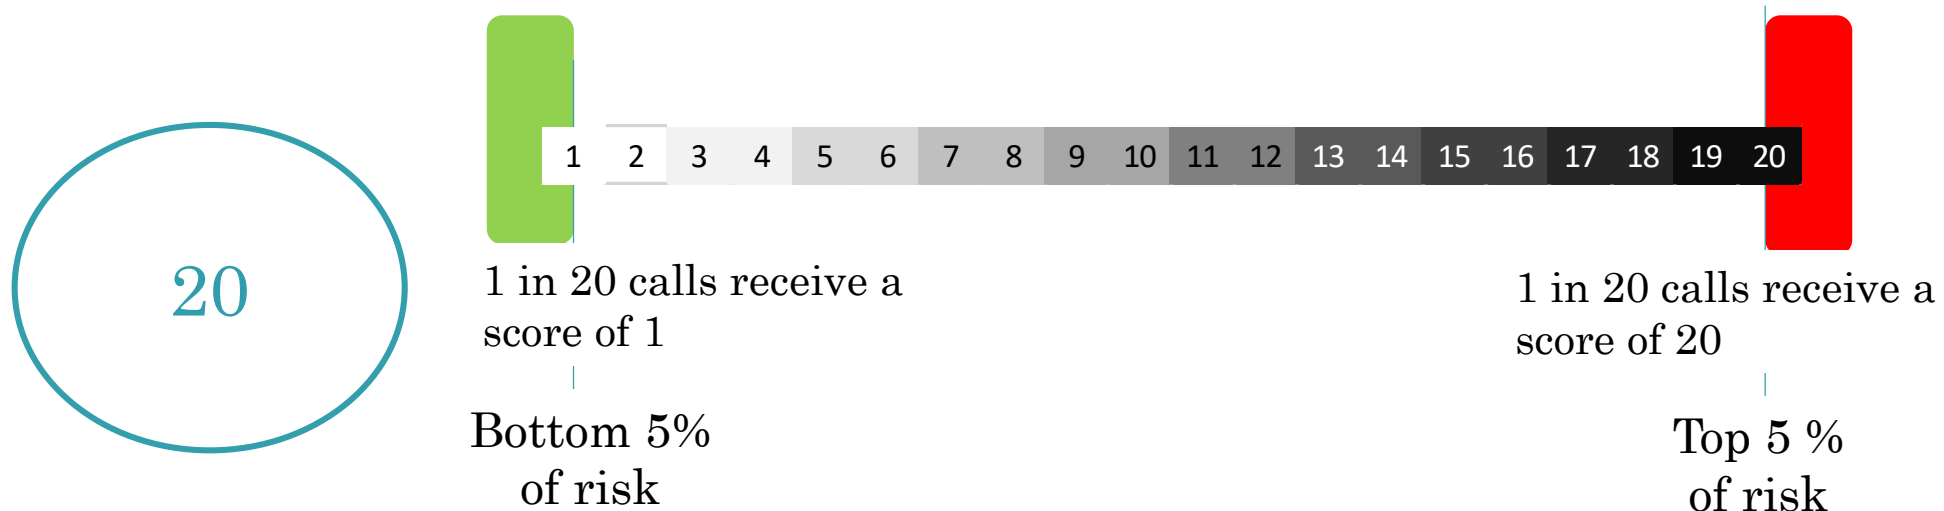 20
1 2 3 4 5 6 7 8 9 10 11 12 13 14 15 16 17 18 19 20
1 in 20 calls receive a
score of 1
Bottom 5%
of risk
1 in 20 calls receive a
score of 20
Top 5 %
of risk